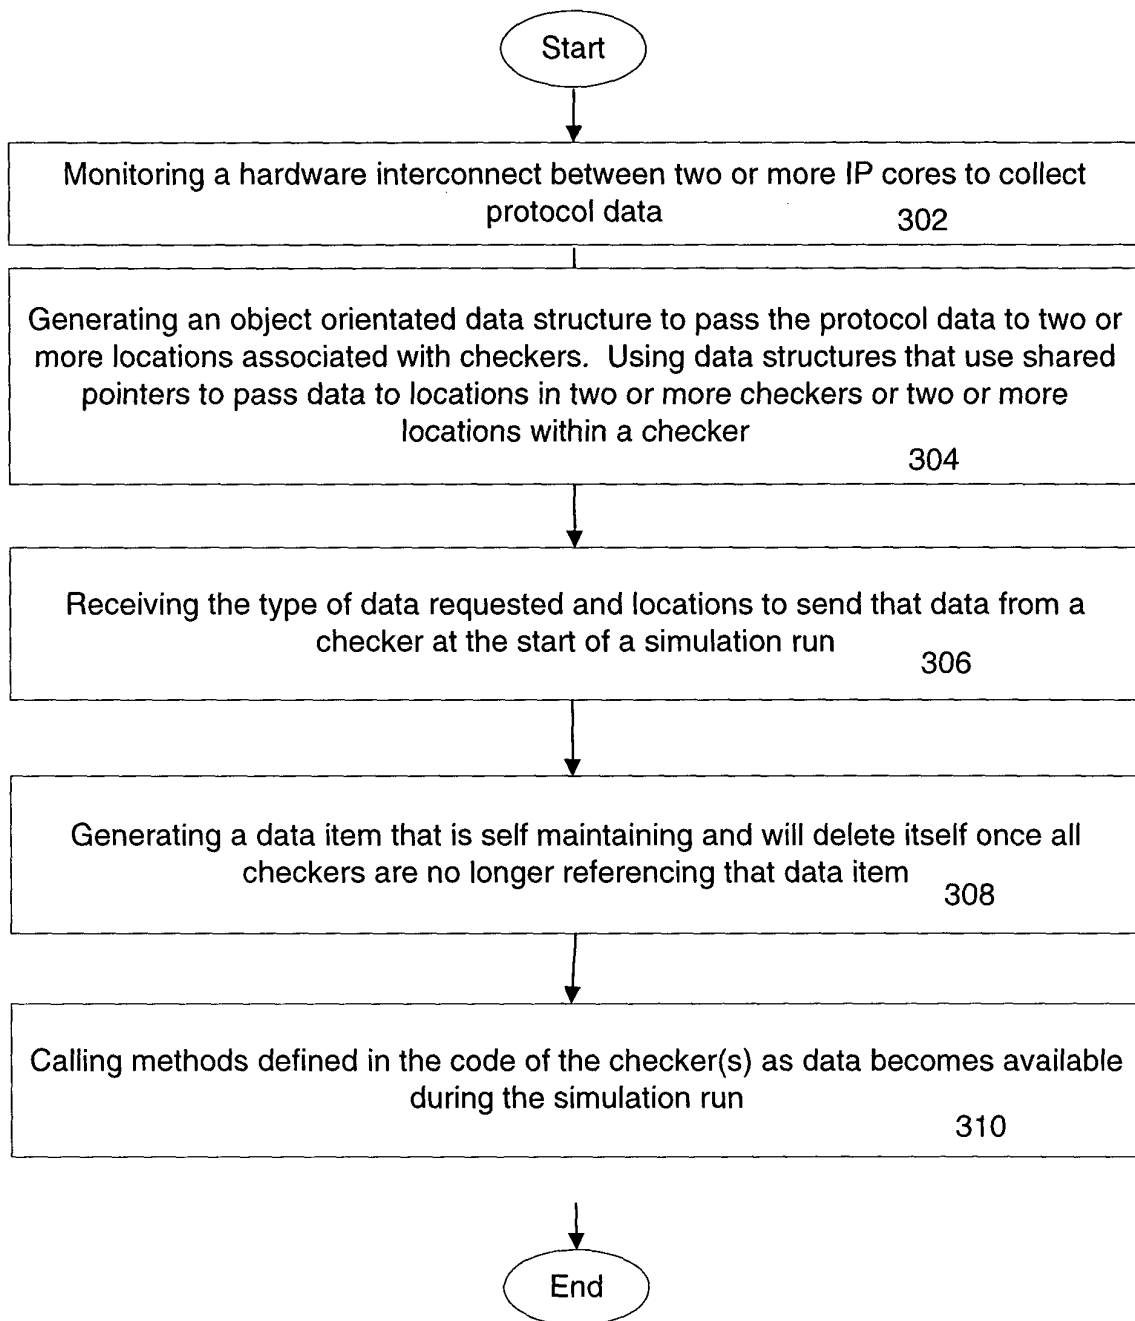 Start
Monitoring a hardware interconnect between two or more IP cores to collect
protocol data
302
Generating an object orientated data structure to pass the protocol data to two or
more locations associated with checkers.  Using data structures that use shared
pointers to pass data to locations in two or more checkers or two or more
locations within a checker
304
Receiving the type of data requested and locations to send that data from a
checker at the start of a simulation run
306
Generating a data item that is self maintaining and will delete itself once all
checkers are no longer referencing that data item
308
Calling methods defined in the code of the checker(s) as data becomes available
during the simulation run
310
End